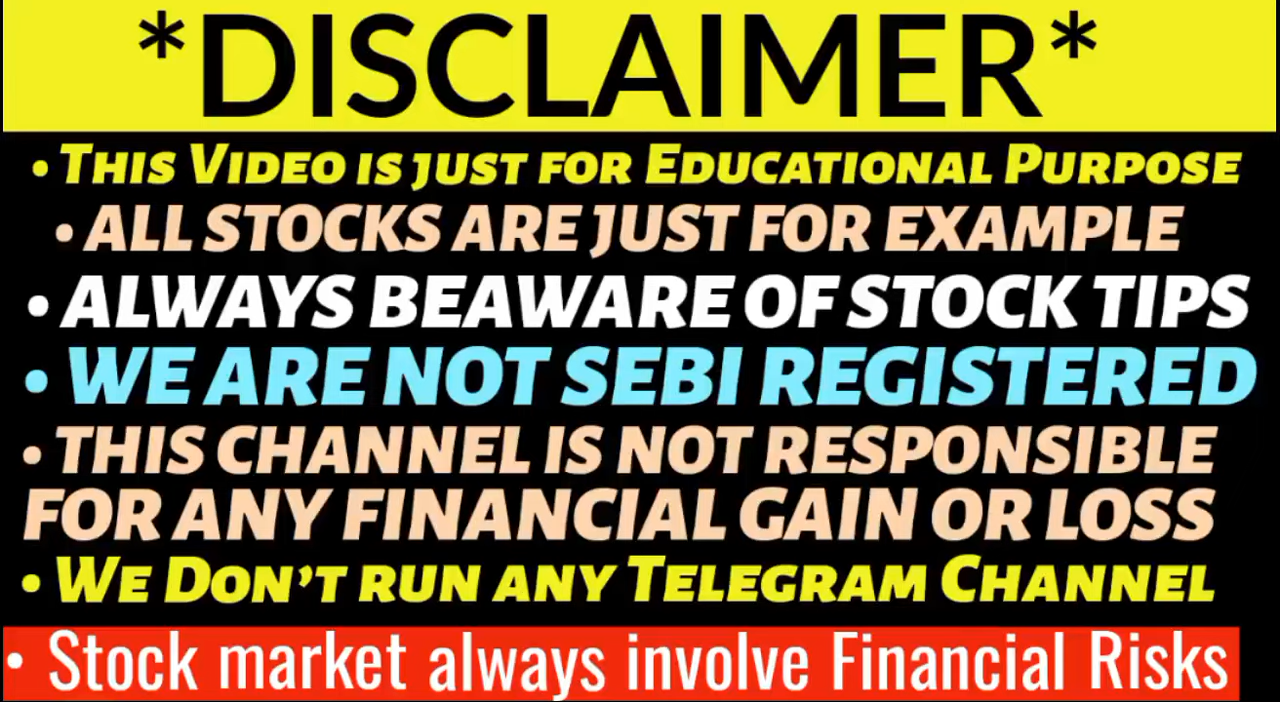 *DISCLAIMER*
• This Video is just for Educational Purpose
• ALL STOCKS ARE JUST FOR EXAMPLE
• ALWAYS BEAWARE OF STOCK TIPS
• WE ARE NOT SEBI REGISTERED
• THIS CHANNEL IS NOT RESPONSIBLE
FOR ANY FINANCIAL GAIN OR LOSS
• We Don't run any Telegram Channel
• Stock market always involve Financial Risks